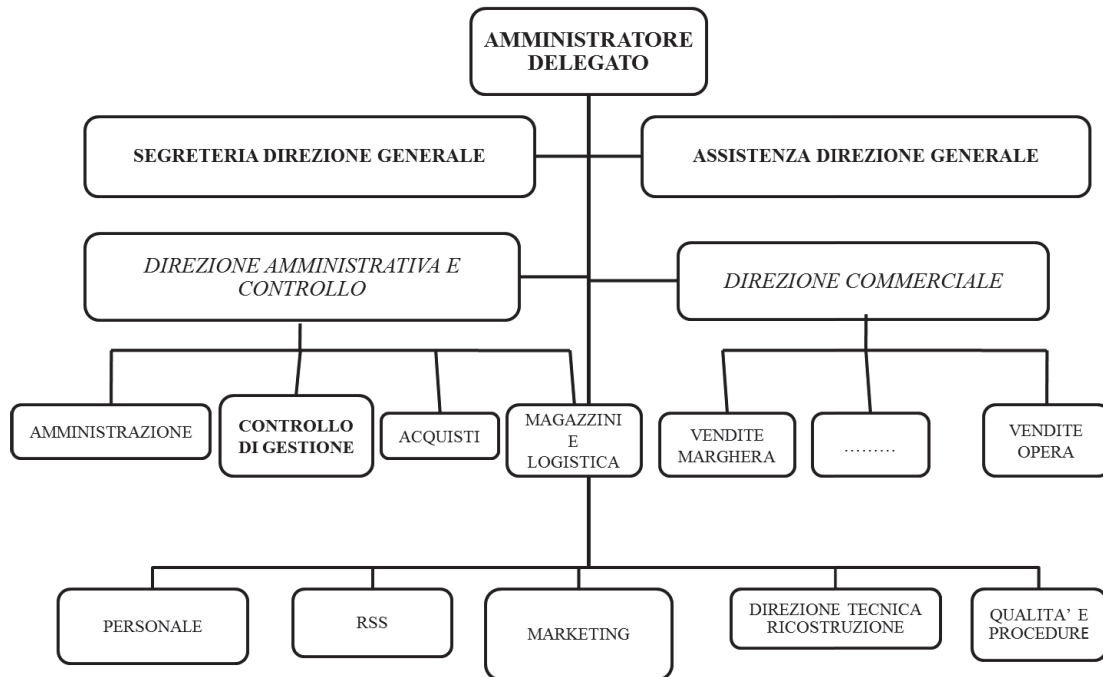 AMMINISTRATORE
DELEGATO
SEGRETERIA DIREZIONE GENERALE
ASSISTENZA DIREZIONE GENERALE
DIREZIONE AMMINISTRATIVA E
CONTROLLO
DIREZIONE COMMERCIALE
AMMINISTRAZIONE
CONTROLLO
DI GESTIONE
ACQUISTI
MAGAZZINI
E
LOGISTICA
VENDITE
MARGHERA
………
VENDITE
OPERA
PERSONALE
RSS
MARKETING
DIREZIONE TECNICA
RICOSTRUZIONE
QUALITA’ E
PROCEDURE